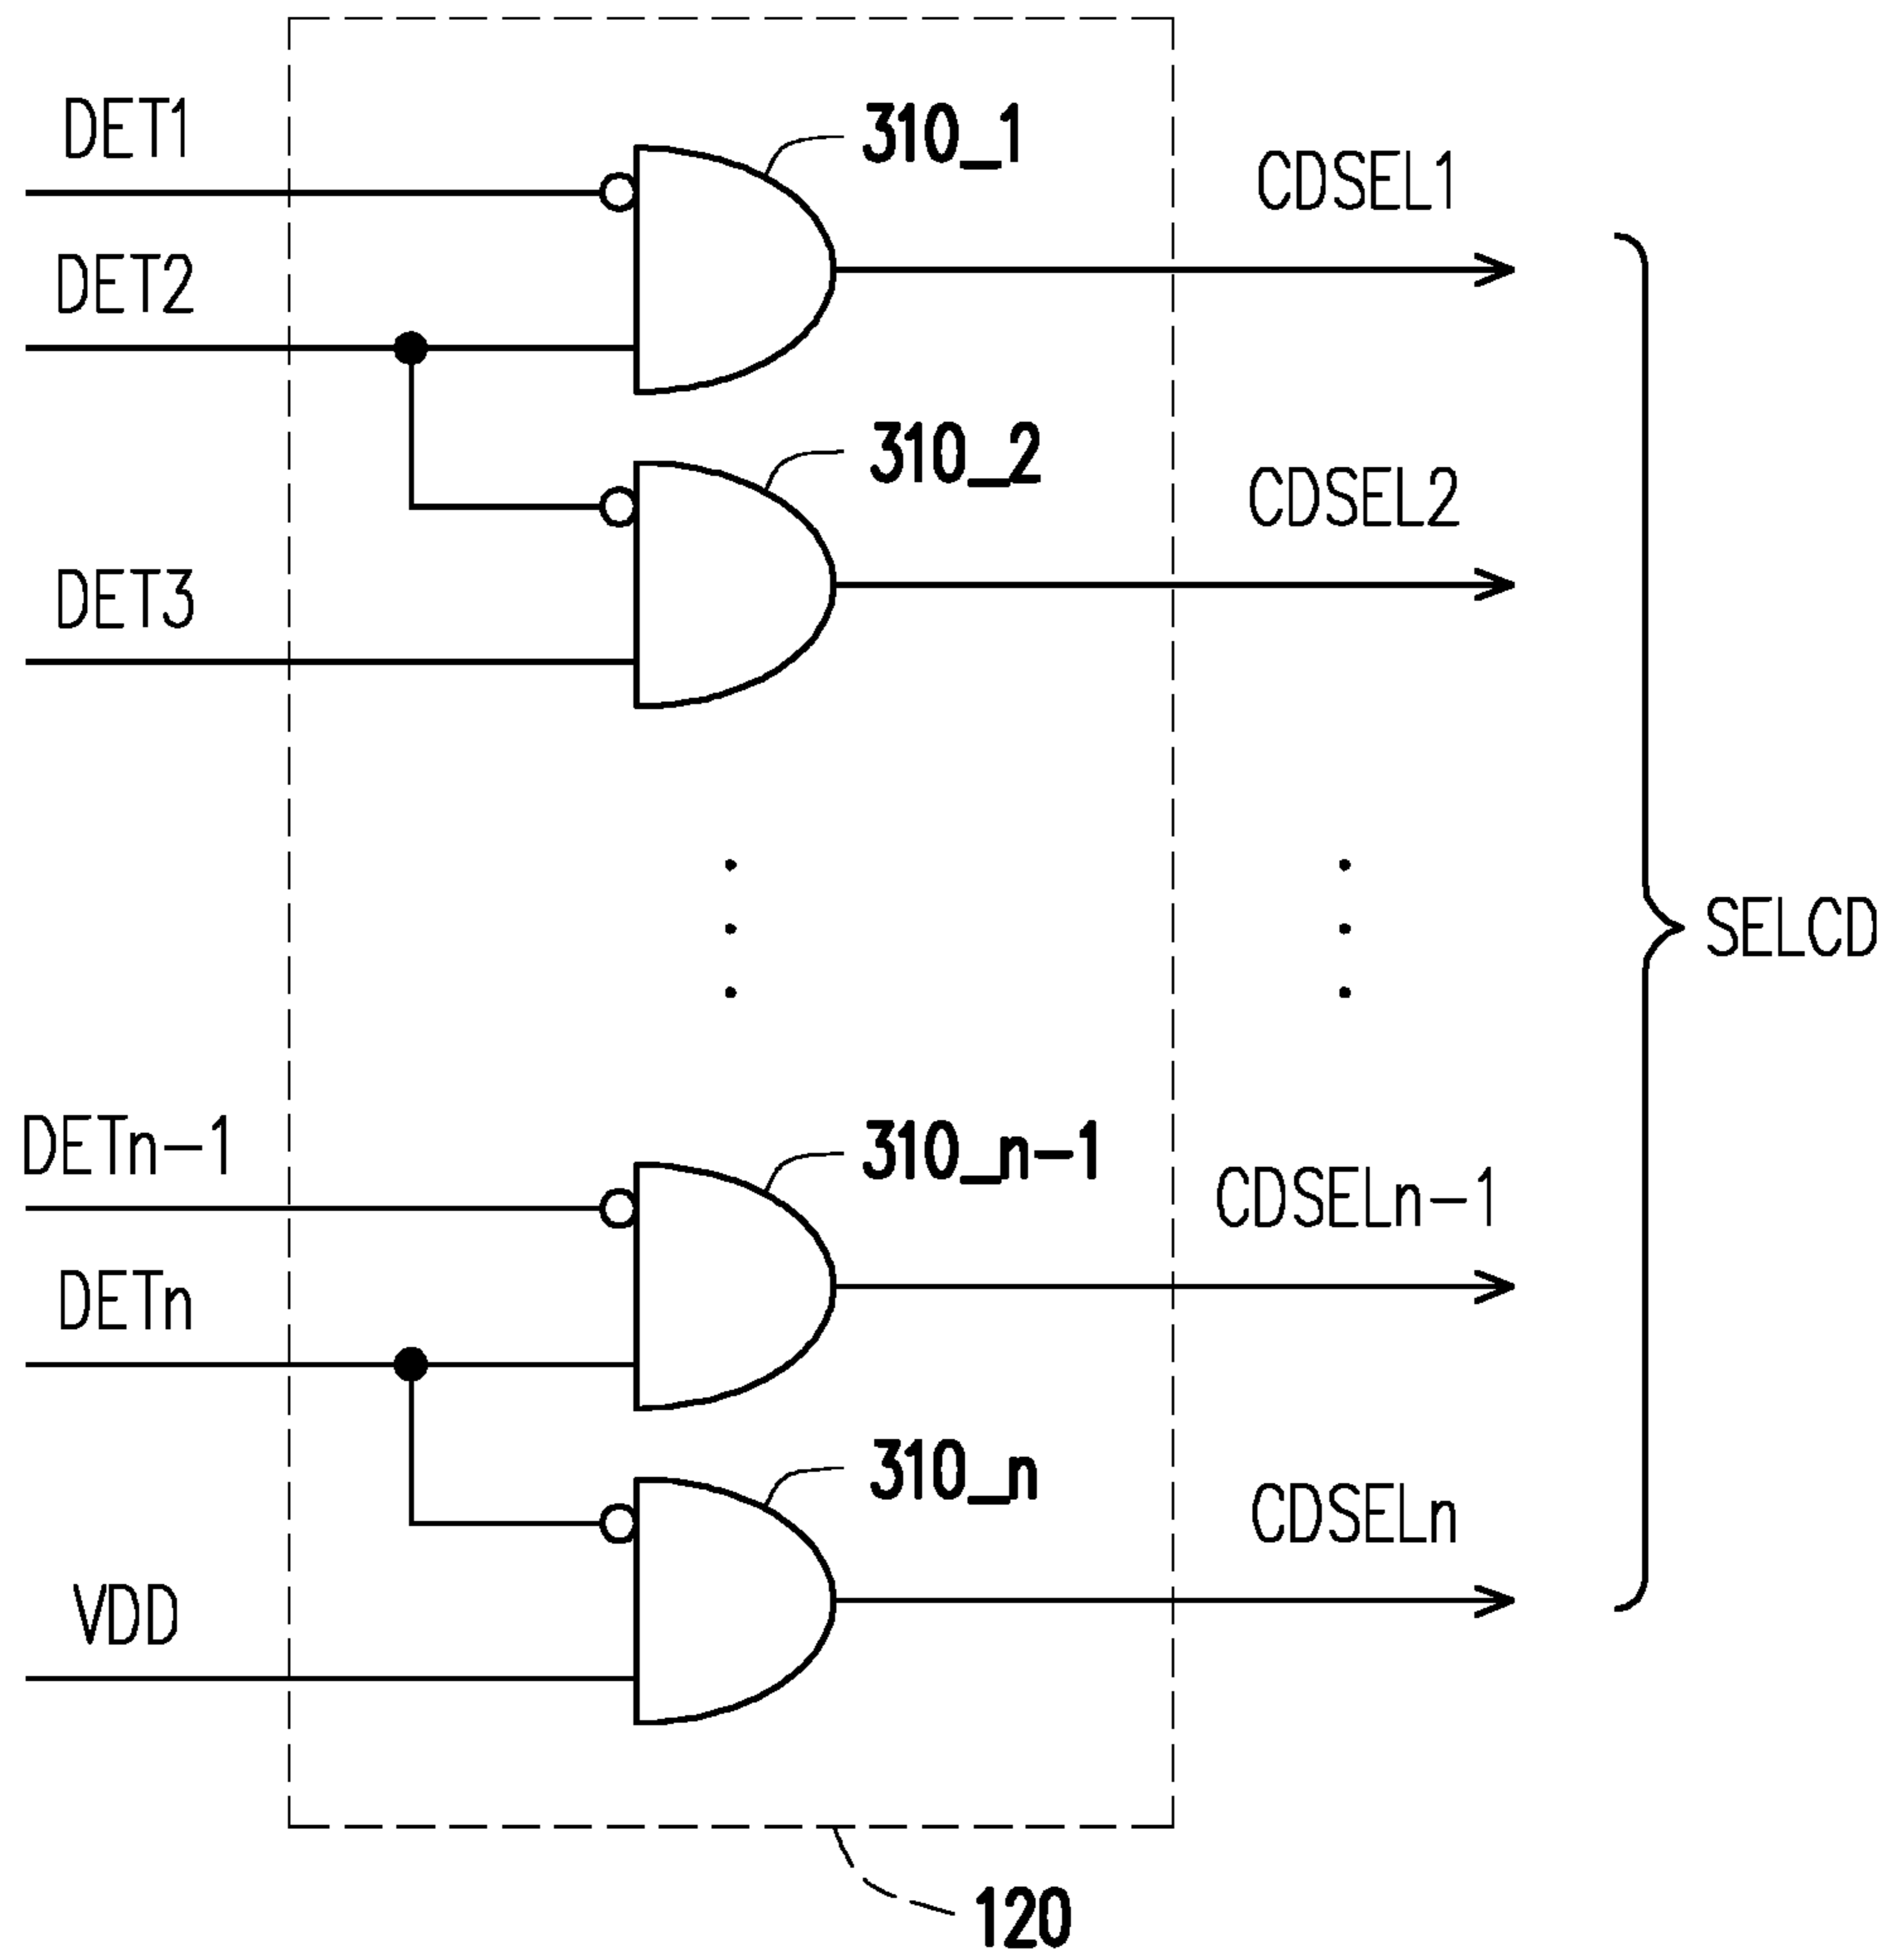 DET1
310_1
CDSEL1
DET2
310_2
CDSEL2
DET3
SELCD
DETn-1
310_n-1
CDSELn-1
DETn
310_n
CDSELn
VDD
120